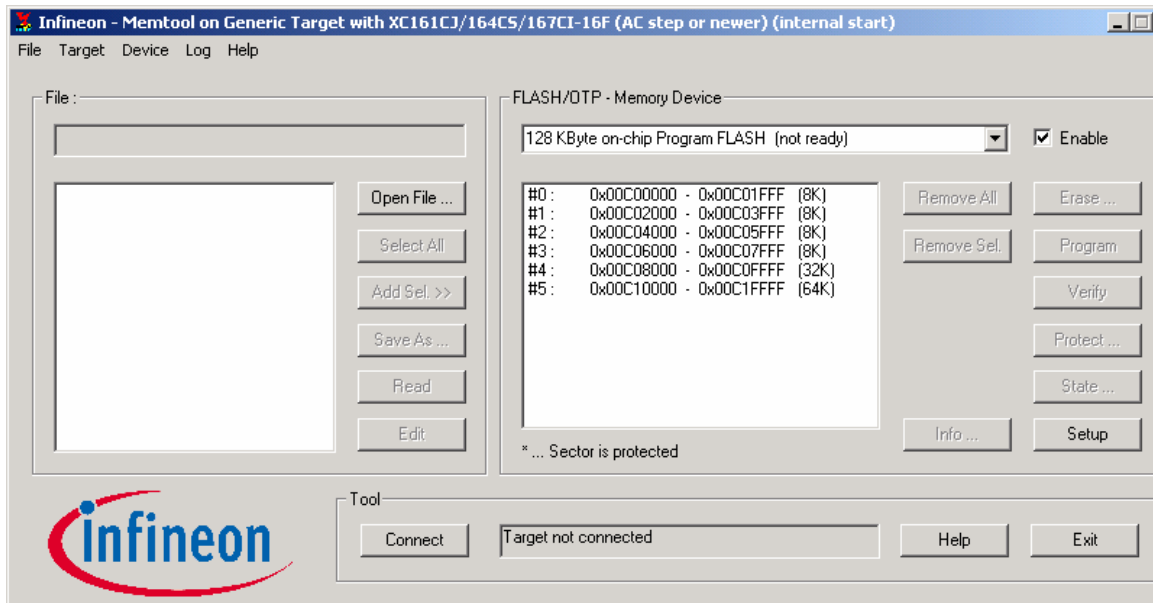 Infineon - Memtool on Generic Target with XC161CJ/164CS/167CI-16F (AC step or newer) (internal start)
File Target Device Log Help
File :
Open File ...
Select All
Add Sel. >>
Save As ...
Read
Edit
FLASH/OTP - Memory Device
128 KByte on-chip Program FLASH (not ready)
Enable
#0 : 0x00C00000 - 0x00C01FFF (8K)
#1 : 0x00C02000 - 0x00C03FFF (8K)
#2 : 0x00C04000 - 0x00C05FFF (8K)
#3 : 0x00C06000 - 0x00C07FFF (8K)
#4 : 0x00C08000 - 0x00C0FFFF (32K)
#5 : 0x00C10000 - 0x00C1FFFF (64K)
* ... Sector is protected
Remove All
Remove Sel.
Info ...
Erase ...
Program
Verify
Protect ...
State ...
Setup
infineon
Tool
Connect
Target not connected
Help
Exit